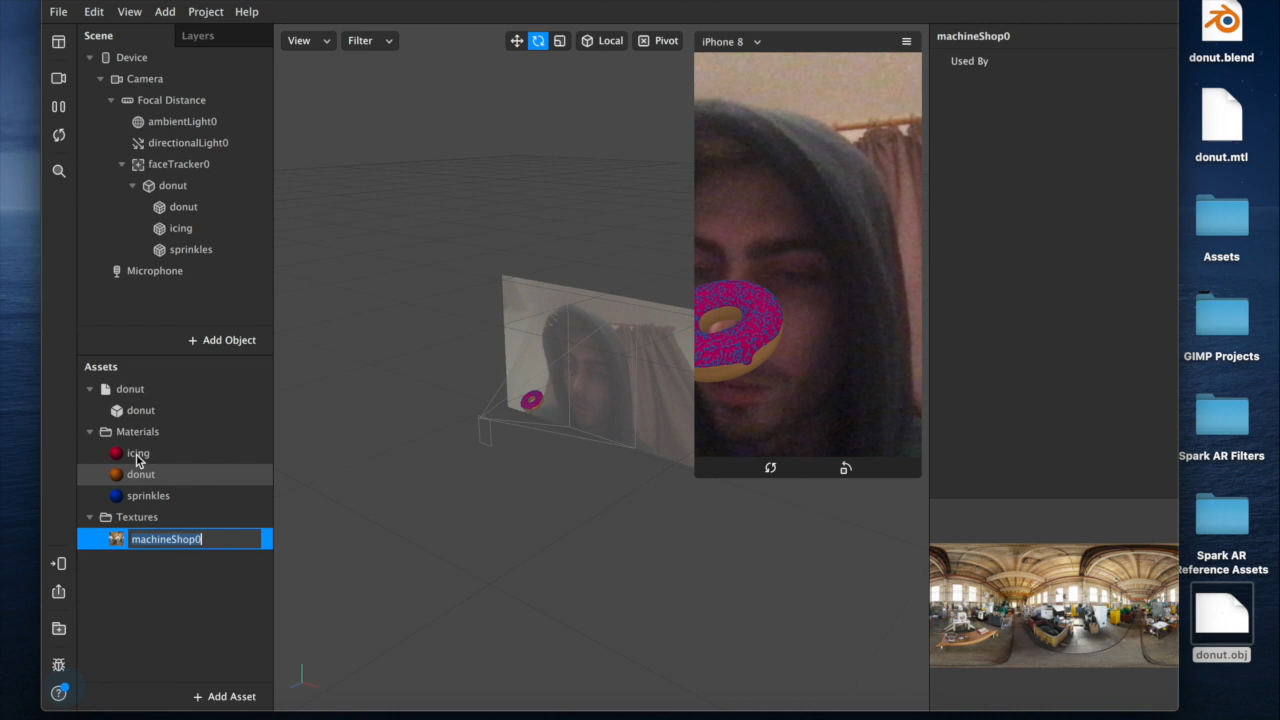 File Edit View Add Project Help
Scene Layers
Device
Camera
Focal Distance
ambientLight0
directionalLight0
faceTracker0
donut
donut
icing
sprinkles
Microphone
+ Add Object
Assets
donut
donut
Materials
icing
donut
sprinkles
Textures
machineShop0
+ Add Asset
View Filter Local Pivot
iPhone 8
machineShop0
Used By
donut.blend
donut.mtl
Assets
GIMP Projects
Spark AR Filters
Spark AR
Reference Assets
donut.obj